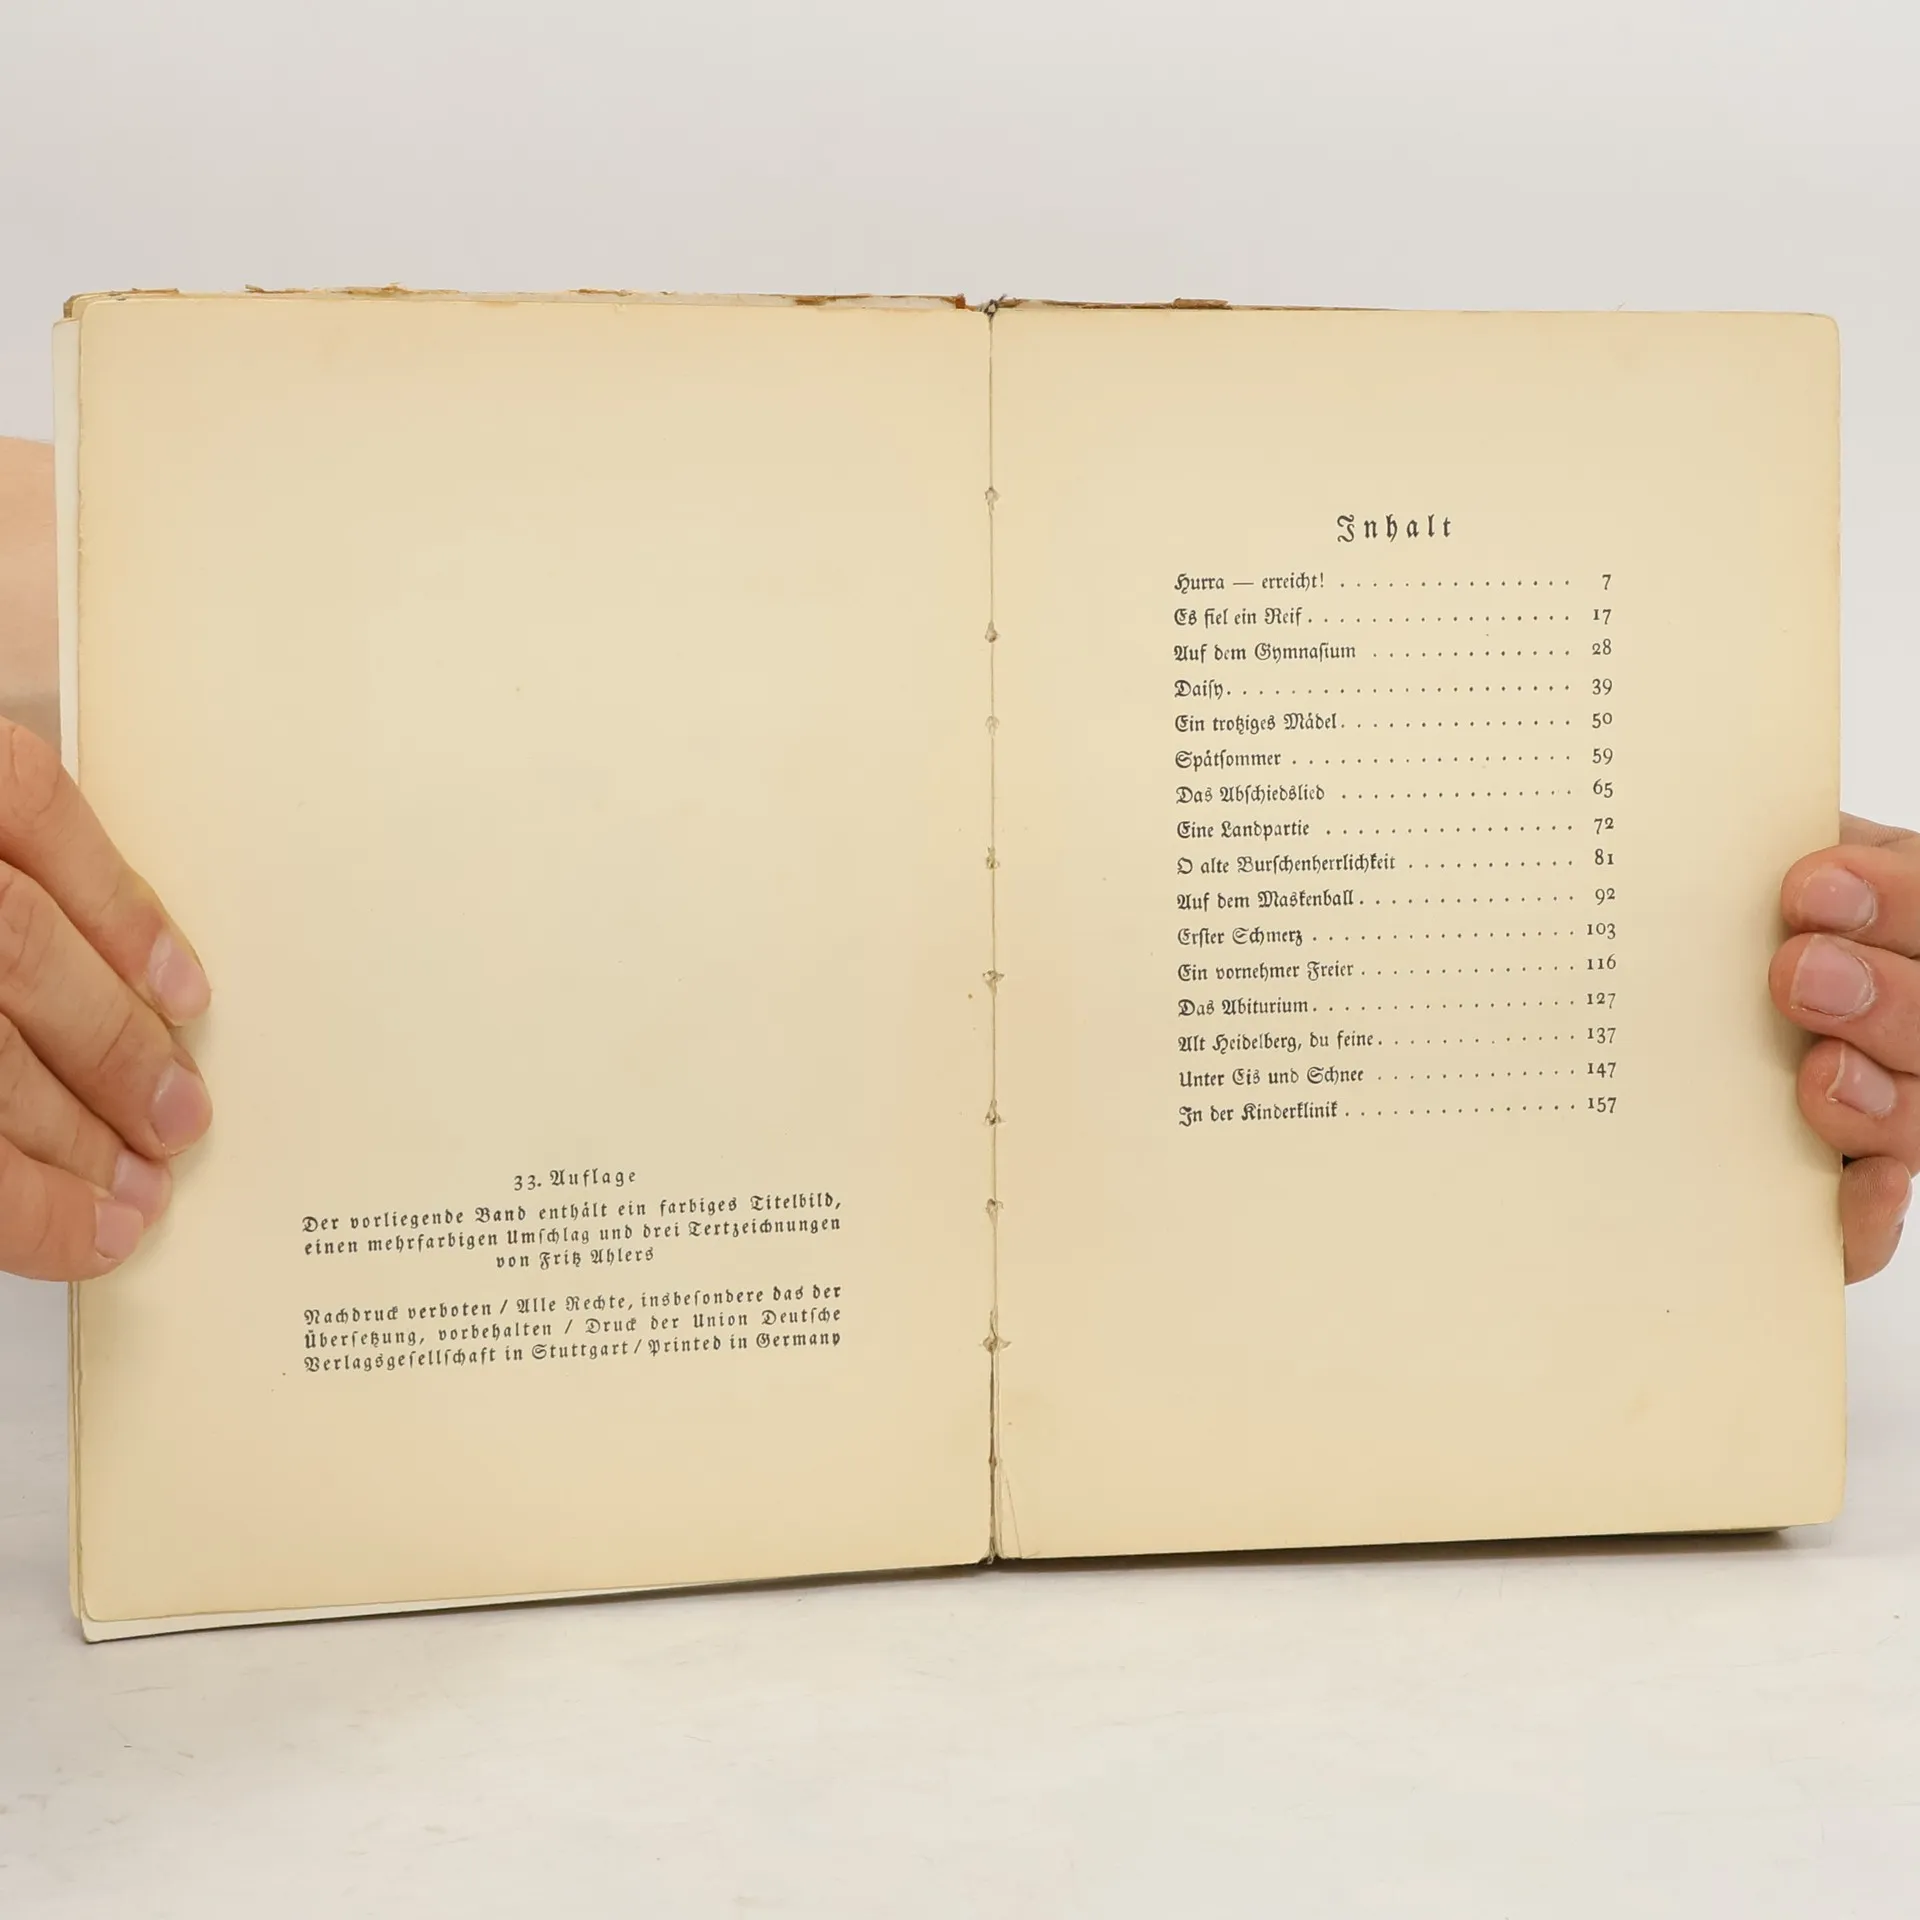 33. Auflage
Der vorliegende Band enthält ein farbiges Titelbild,
einen mehrfarbigen Umſchlag und drei Textzeichnungen
von Fritz Ahlers
Nachdruck verboten / Alle Rechte, insbeſondere das der
Überſetzung, vorbehalten / Druck der Union Deutſche
Verlagsgeſellſchaft in Stuttgart / Printed in Germany
Inhalt
Hurra — erreicht! . . . . . . . . . . . . . . . 7
Es fiel ein Reif . . . . . . . . . . . . . . . . . 17
Auf dem Gymnaſium . . . . . . . . . . . . . 28
Daiſy . . . . . . . . . . . . . . . . . . . . . . 39
Ein trotziges Mädel . . . . . . . . . . . . . . . 50
Spätſommer . . . . . . . . . . . . . . . . . . 59
Das Abſchiedslied . . . . . . . . . . . . . . . 65
Eine Landpartie . . . . . . . . . . . . . . . . 72
O alte Burſchenherrlichkeit . . . . . . . . . . . 81
Auf dem Maskenball . . . . . . . . . . . . . . 92
Erſter Schmerz . . . . . . . . . . . . . . . . . 103
Ein vornehmer Freier . . . . . . . . . . . . . . 116
Das Abiturium . . . . . . . . . . . . . . . . . 127
Alt Heidelberg, du feine . . . . . . . . . . . . . 137
Unter Eis und Schnee . . . . . . . . . . . . . 147
In der Kinderklinik . . . . . . . . . . . . . . . 157